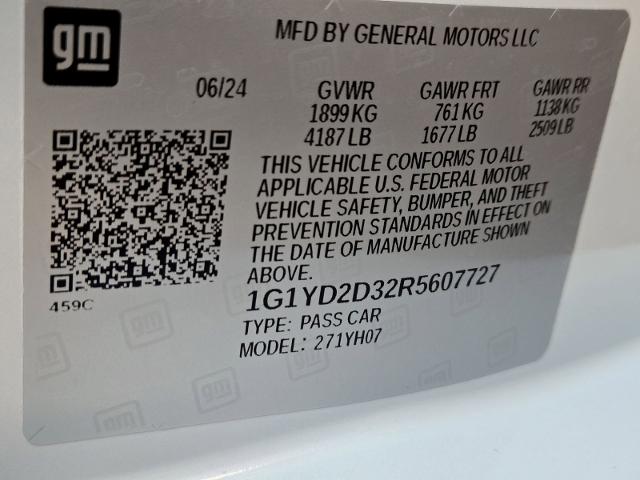 gm
MFD BY GENERAL MOTORS LLC
06/24 GVWR GAWR FRT GAWR RR
1899 KG 761 KG 1138 KG
4187 LB 1677 LB 2509 LB
THIS VEHICLE CONFORMS TO ALL
APPLICABLE U.S. FEDERAL MOTOR
VEHICLE SAFETY, BUMPER, AND THEFT
PREVENTION STANDARDS IN EFFECT ON
THE DATE OF MANUFACTURE SHOWN
ABOVE.
459C
1G1YD2D32R5607727
TYPE: PASS CAR
MODEL: 271YH07